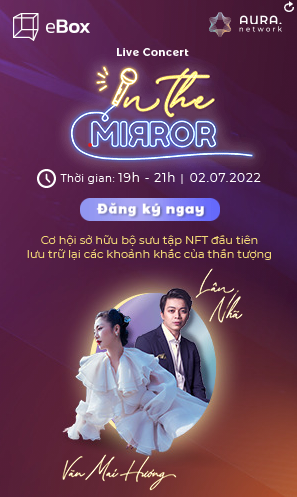 eBox
AURA.
network
Live Concert
in the
MIRROR
Thời gian: 19h - 21h | 02.07.2022
Đăng ký ngay
Cơ hội sở hữu bộ sưu tập NFT đầu tiên
lưu trữ lại các khoảnh khắc của thần tượng
Lân Nhã
Văn Mai Hương